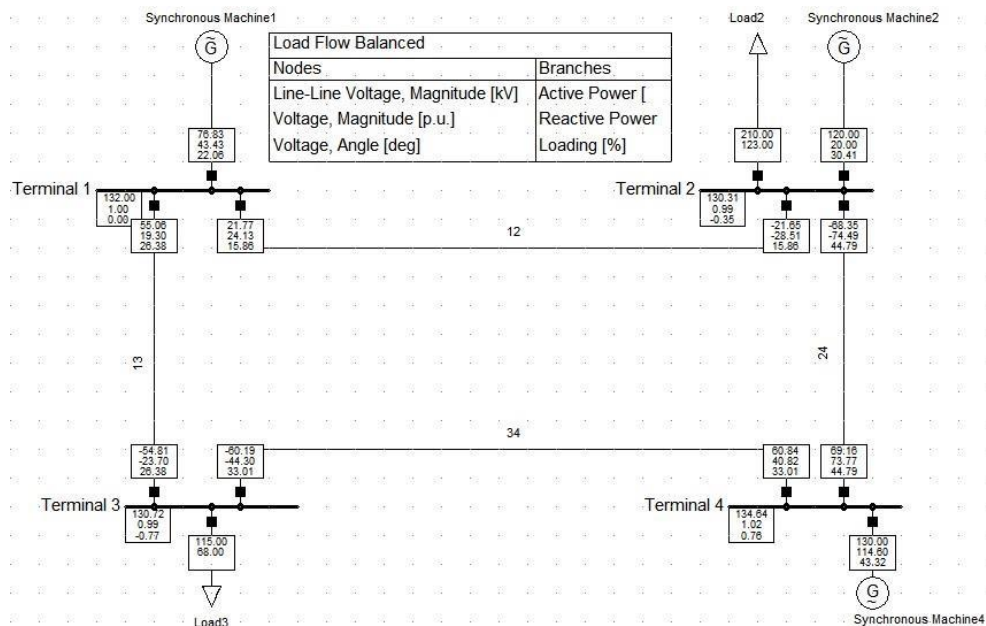 Synchronous Machine1
Load2
Synchronous Machine2
G
G
Load Flow Balanced
Nodes
Branches
Line-Line Voltage, Magnitude [kV]
Active Power [
Voltage, Magnitude [p.u.]
Reactive Power
Voltage, Angle [deg]
Loading [%]
76.83
43.43
22.06
210.00
123.00
120.00
20.00
30.41
Terminal 1
132.00
1.00
0.00
55.06
19.30
26.38
21.77
24.13
15.86
12
Terminal 2
130.31
0.99
-0.35
-21.65
-28.51
15.86
-68.35
-74.49
44.79
13
24
34
-54.81
-23.70
26.38
-60.19
-44.30
33.01
60.84
40.82
33.01
69.16
73.77
44.79
Terminal 3
130.72
0.99
-0.77
115.00
68.00
Terminal 4
134.64
1.02
0.76
130.00
114.60
43.32
G
Load3
Synchronous Machine4